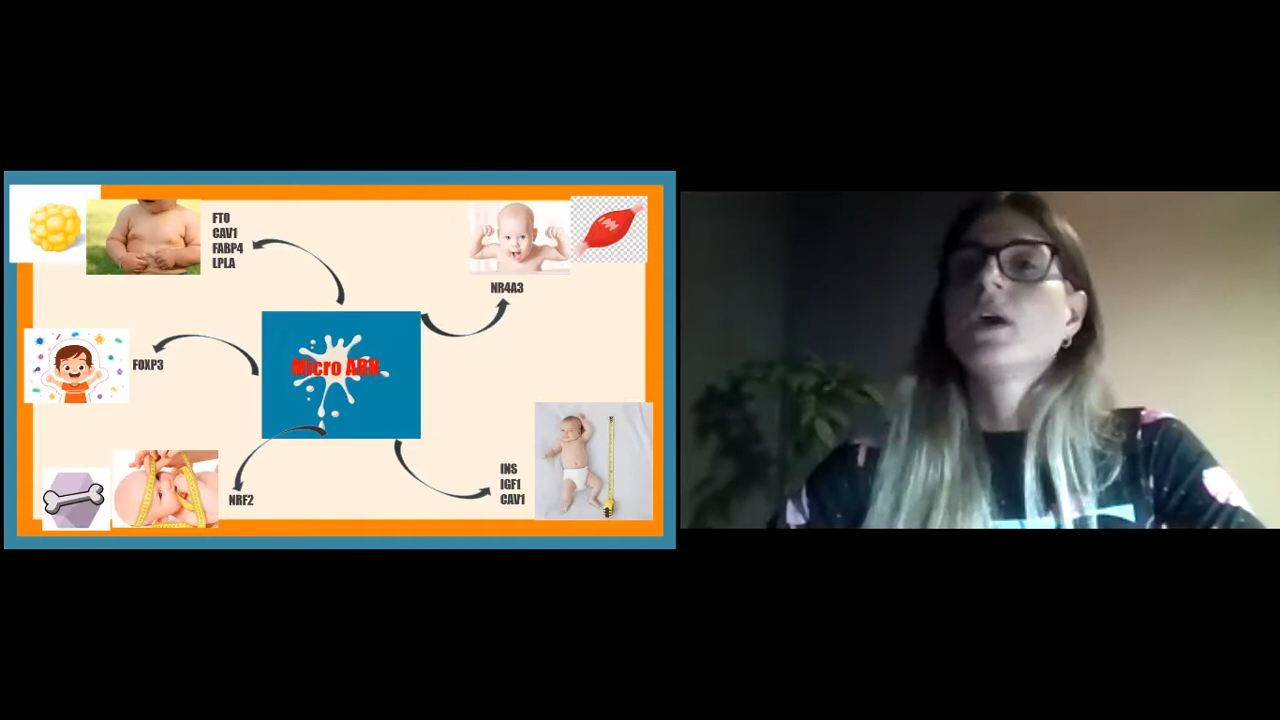 FTO
CAV1
FABP4
LPLA
NR4A3
FOXP3
Micro ARN
NRF2
INS
IGF1
CAV1